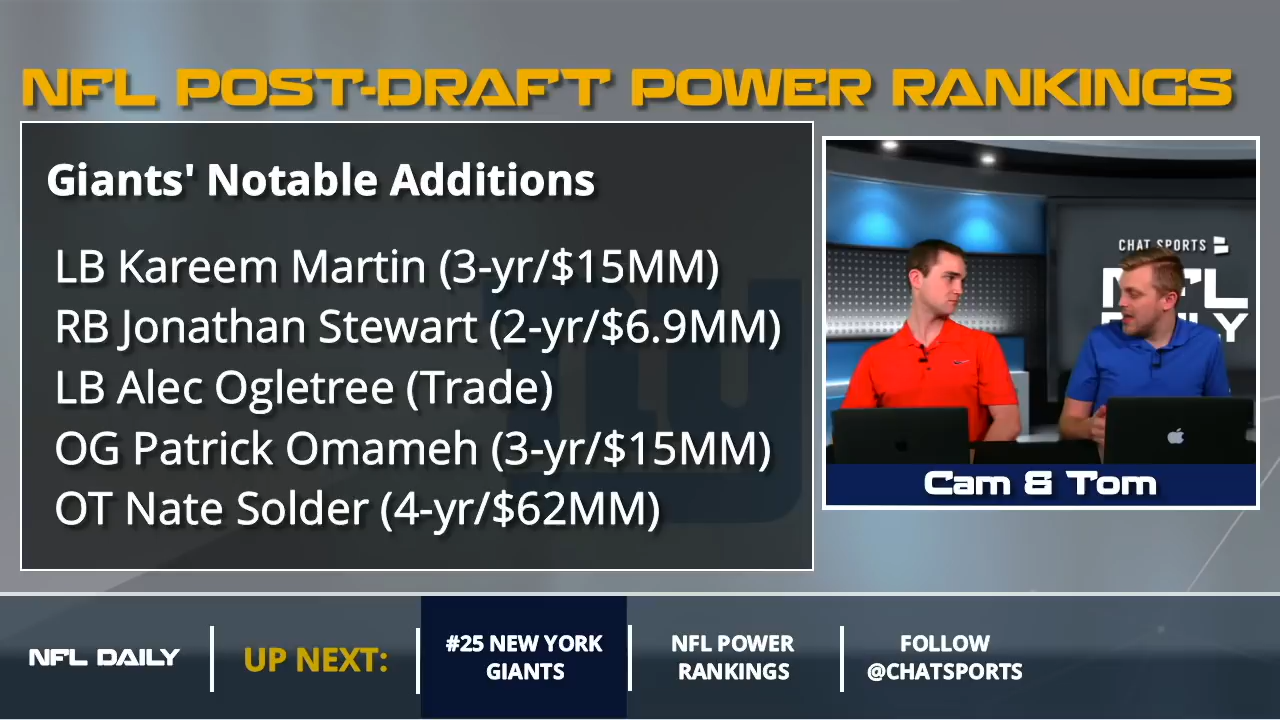 NFL POST-DRAFT POWER RANKINGS
Giants' Notable Additions
LB Kareem Martin (3-yr/$15MM)
RB Jonathan Stewart (2-yr/$6.9MM)
LB Alec Ogletree (Trade)
OG Patrick Omameh (3-yr/$15MM)
OT Nate Solder (4-yr/$62MM)
CHAT SPORTS
NFL
DAILY
Cam & Tom
NFL DAILY
UP NEXT:
#25 NEW YORK
GIANTS
NFL POWER
RANKINGS
FOLLOW
@CHATSPORTS
ny